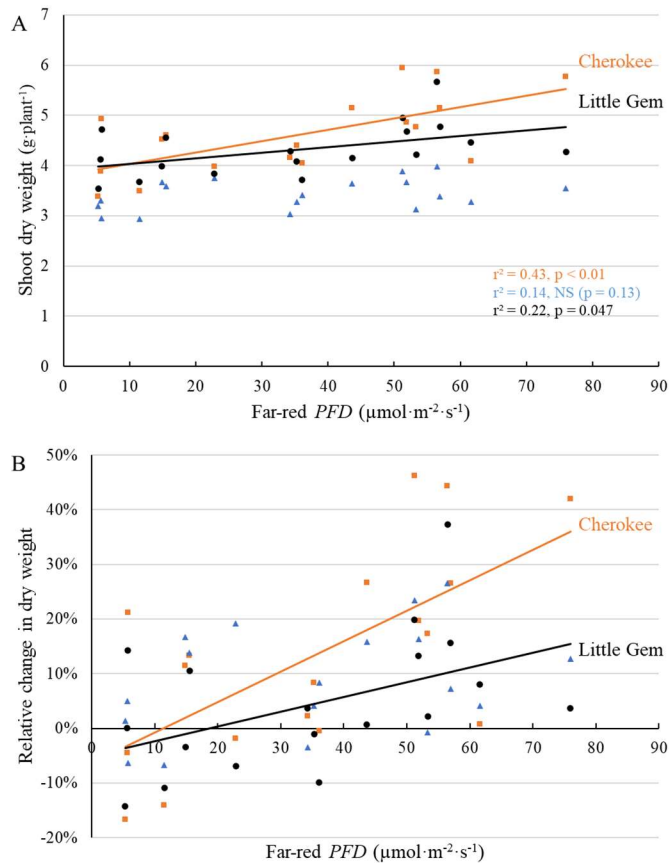 A
7
6
5
4
3
2
1
0
Shoot dry weight (g·plant⁻¹)
Cherokee
Little Gem
r² = 0.43, p < 0.01
r² = 0.14, NS (p = 0.13)
r² = 0.22, p = 0.047
0 10 20 30 40 50 60 70 80 90
Far-red PFD (µmol·m⁻²·s⁻¹)
B
50%
40%
30%
20%
10%
0%
-10%
-20%
Relative change in dry weight
Cherokee
Little Gem
0 10 20 30 40 50 60 70 80 90
Far-red PFD (µmol·m⁻²·s⁻¹)